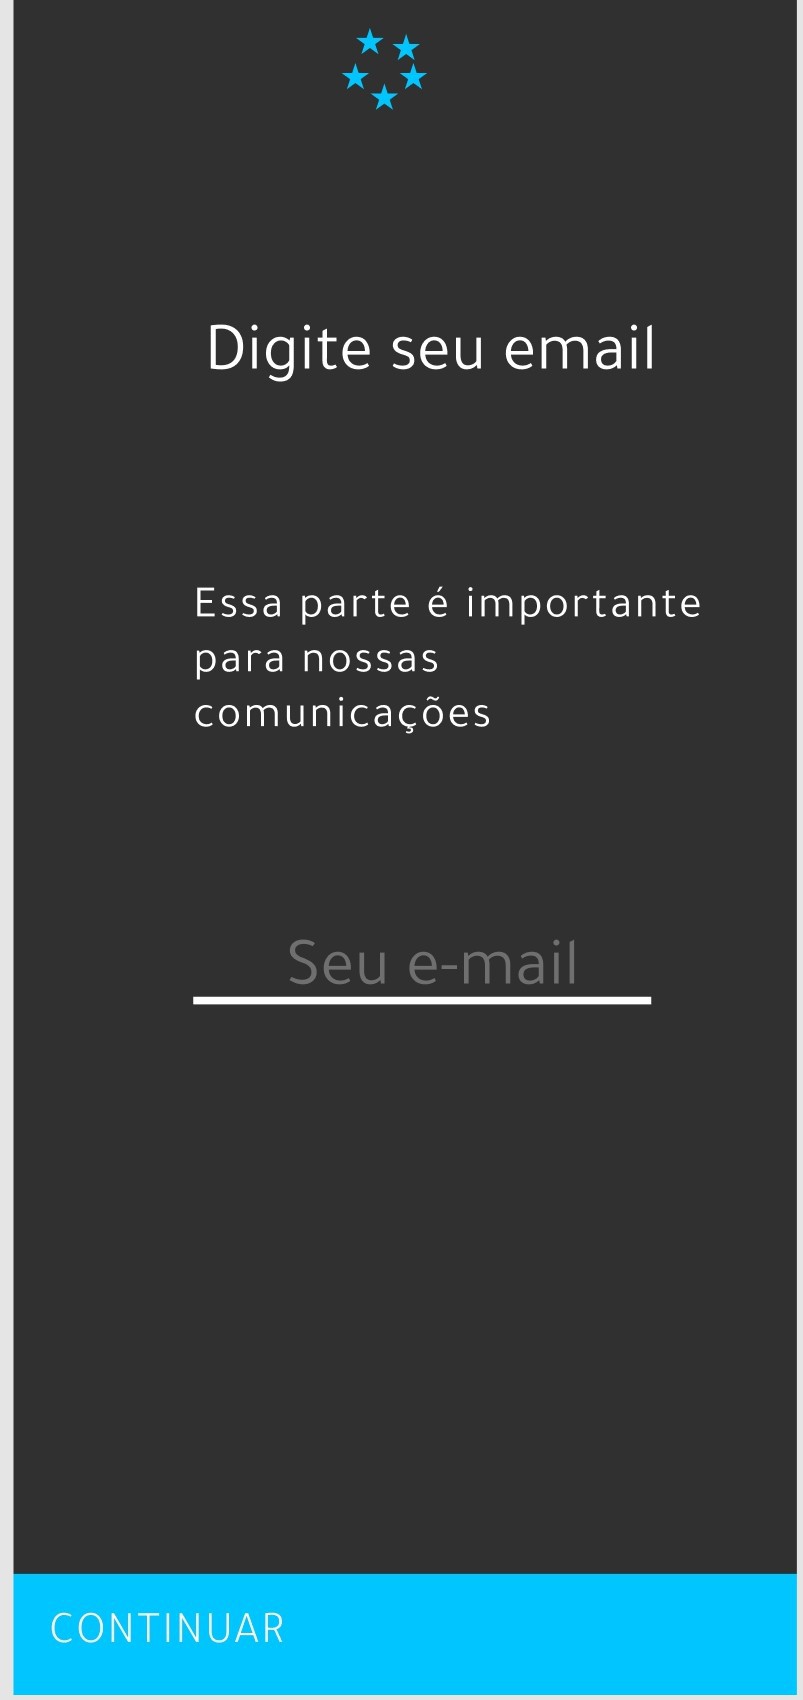 Digite seu email
Essa parte é importante
para nossas
comunicações
Seu e-mail
CONTINUAR